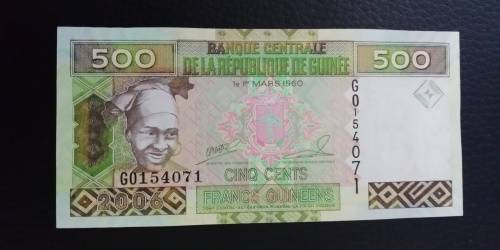 500
BANQUE CENTRALE
500
DE LA RÉPUBLIQUE DE GUINÉE
1er MARS 1960
G0154071
G0154071
CINQ CENTS
2006
FRANCS GUINÉENS